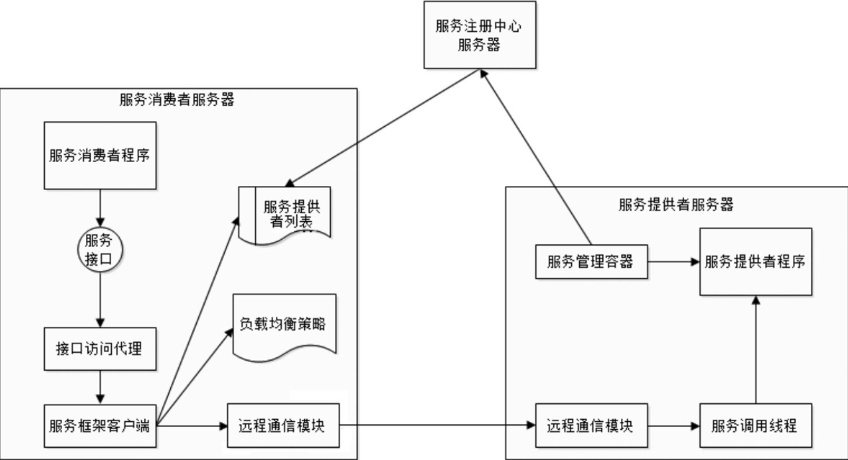 服务注册中心
服务器
服务消费者服务器
服务消费者程序
服务
接口
接口访问代理
服务框架客户端
服务提供
者列表
负载均衡策略
远程通信模块
服务提供者服务器
服务管理容器
服务提供者程序
远程通信模块
服务调用线程